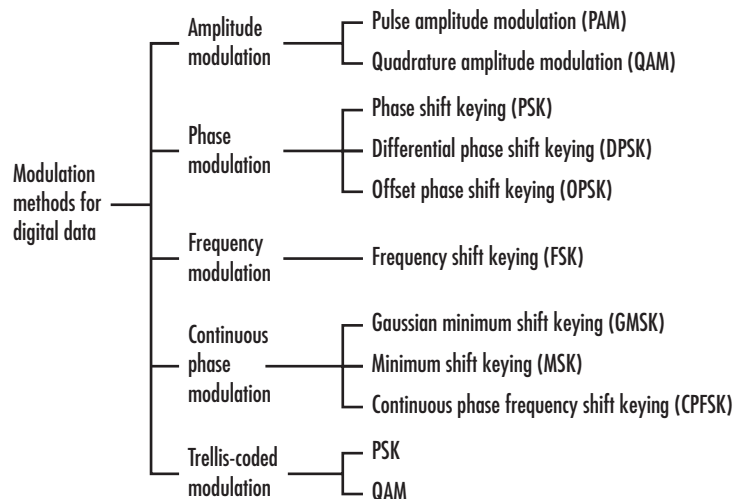 Modulation
methods for
digital data
Amplitude
modulation
Pulse amplitude modulation (PAM)
Quadrature amplitude modulation (QAM)
Phase
modulation
Phase shift keying (PSK)
Differential phase shift keying (DPSK)
Offset phase shift keying (OPSK)
Frequency
modulation
Frequency shift keying (FSK)
Continuous
phase
modulation
Gaussian minimum shift keying (GMSK)
Minimum shift keying (MSK)
Continuous phase frequency shift keying (CPFSK)
Trellis-coded
modulation
PSK
QAM